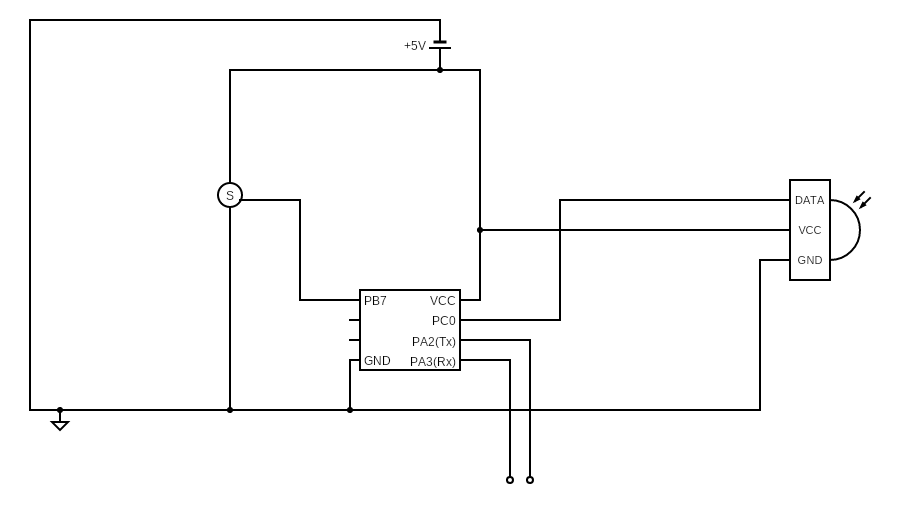 +5V
S
DATA
VCC
GND
PB7 VCC
PC0
PA2(Tx)
GND PA3(Rx)